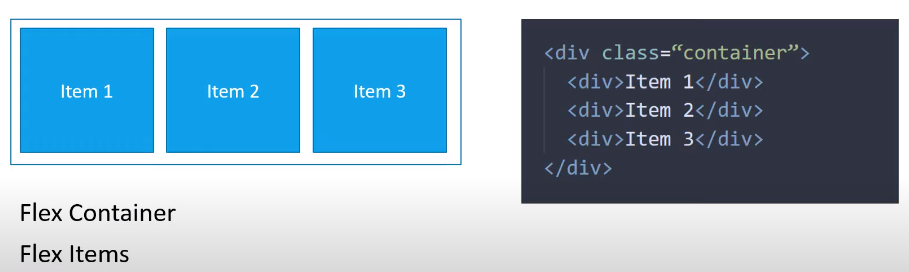 Item 1 Item 2 Item 3
<div class=“container”>
<div>Item 1</div>
<div>Item 2</div>
<div>Item 3</div>
</div>
Flex Container
Flex Items